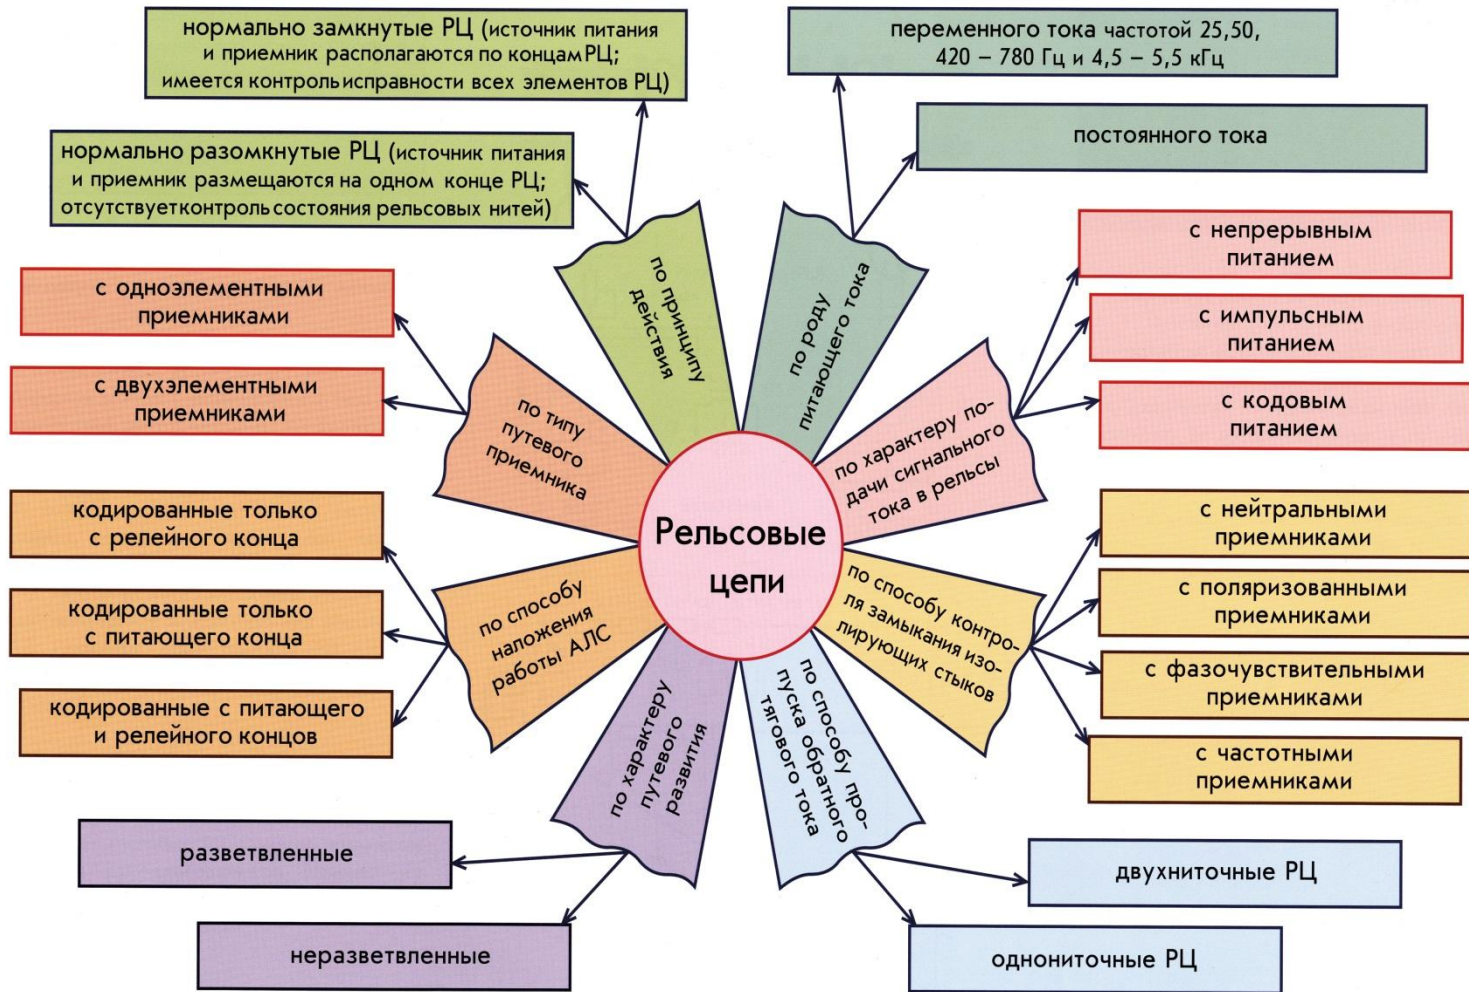 нормально замкнутые РЦ (источник питания
и приемник располагаются по концам РЦ;
имеется контроль исправности всех элементов РЦ)
переменного тока частотой 25,50,
420 – 780 Гц и 4,5 – 5,5 кГц
нормально разомкнутые РЦ (источник питания
и приемник размещаются на одном конце РЦ;
отсутствует контроль состояния рельсовых нитей)
постоянного тока
по принципу
действия
по роду
питающего тока
с одноэлементными
приемниками
с двухэлементными
приемниками
по типу
путевого
приемника
с непрерывным
питанием
с импульсным
питанием
с кодовым
питанием
по характеру по-
дачи сигнального
тока в рельсы
Рельсовые
цепи
кодированные только
с релейного конца
кодированные только
с питающего конца
кодированные с питающего
и релейного концов
по способу
наложения
работы АЛС
по способу контро-
ля замыкания изо-
лирующих стыков
с нейтральными
приемниками
с поляризованными
приемниками
с фазочувствительными
приемниками
с частотными
приемниками
по характеру
путевого
развития
по способу про-
пуска обратного
тягового тока
разветвленные
неразветвленные
двухниточные РЦ
однониточные РЦ